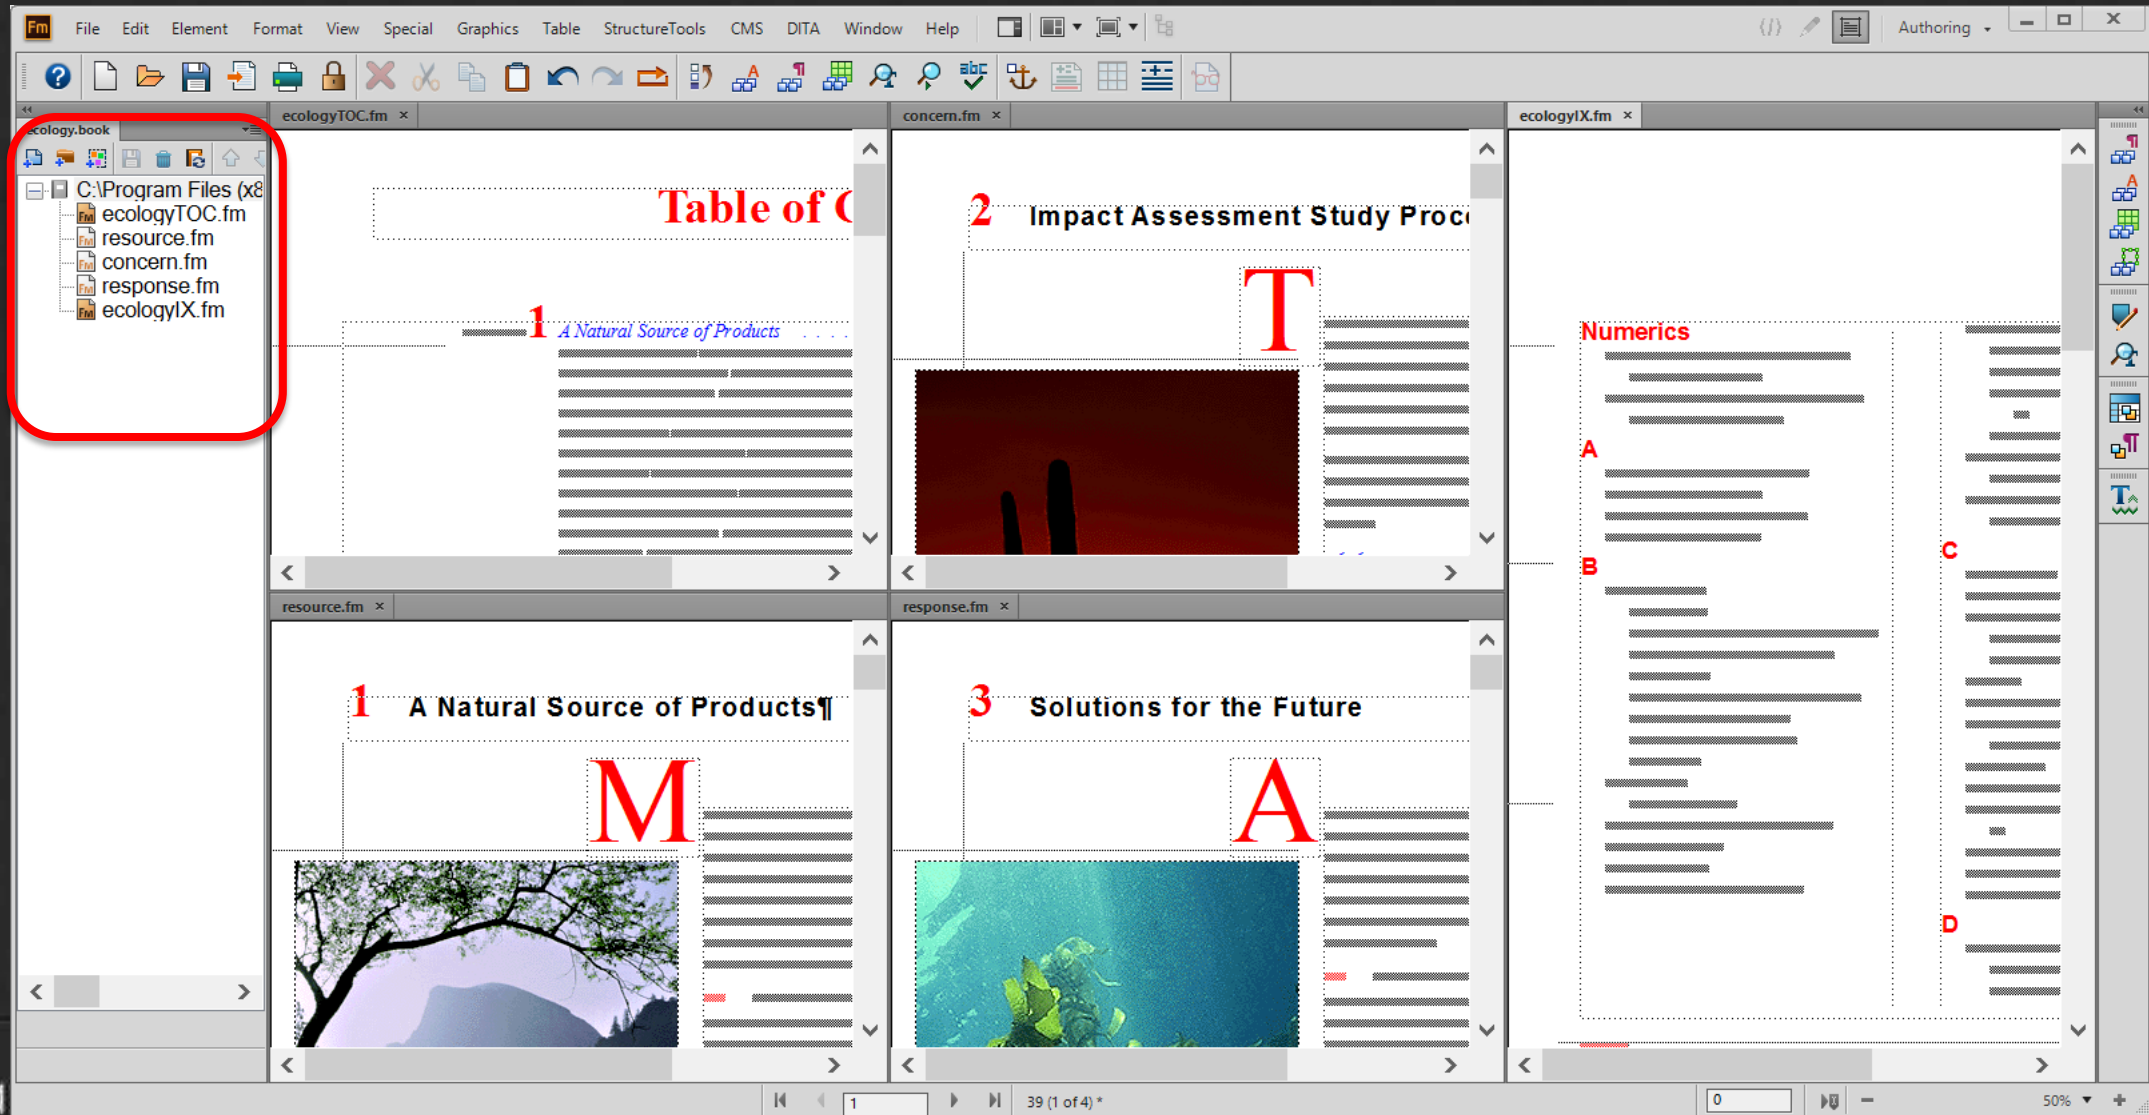 Fm File Edit Element Format View Special Graphics Table StructureTools CMS DITA Window Help Authoring
ecology.book
C:\Program Files (x8
ecologyTOC.fm
resource.fm
concern.fm
response.fm
ecologyIX.fm
ecologyTOC.fm ×
Table of C
1 A Natural Source of Products . . . .
concern.fm ×
2 Impact Assessment Study Proce
T
resource.fm ×
1 A Natural Source of Products¶
M
response.fm ×
3 Solutions for the Future
A
ecologyIX.fm ×
Numerics
A
B
C
D
1 39 (1 of 4) * 0 50%